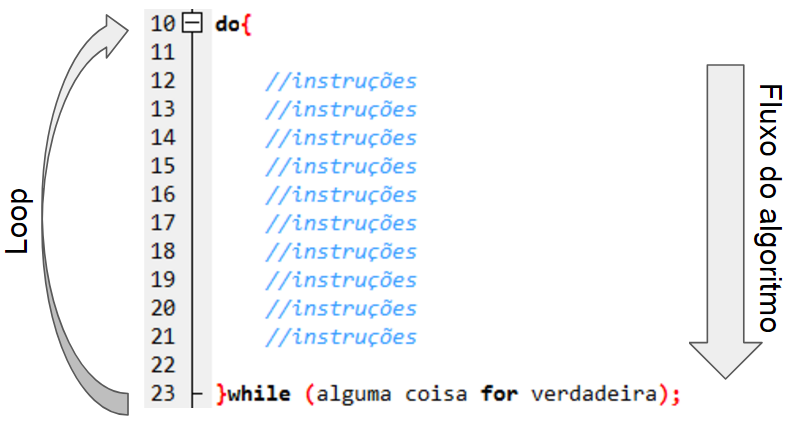 Loop
10 do{
11
12 //instruções
13 //instruções
14 //instruções
15 //instruções
16 //instruções
17 //instruções
18 //instruções
19 //instruções
20 //instruções
21 //instruções
22
23 }while (alguma coisa for verdadeira);
Fluxo do algoritmo